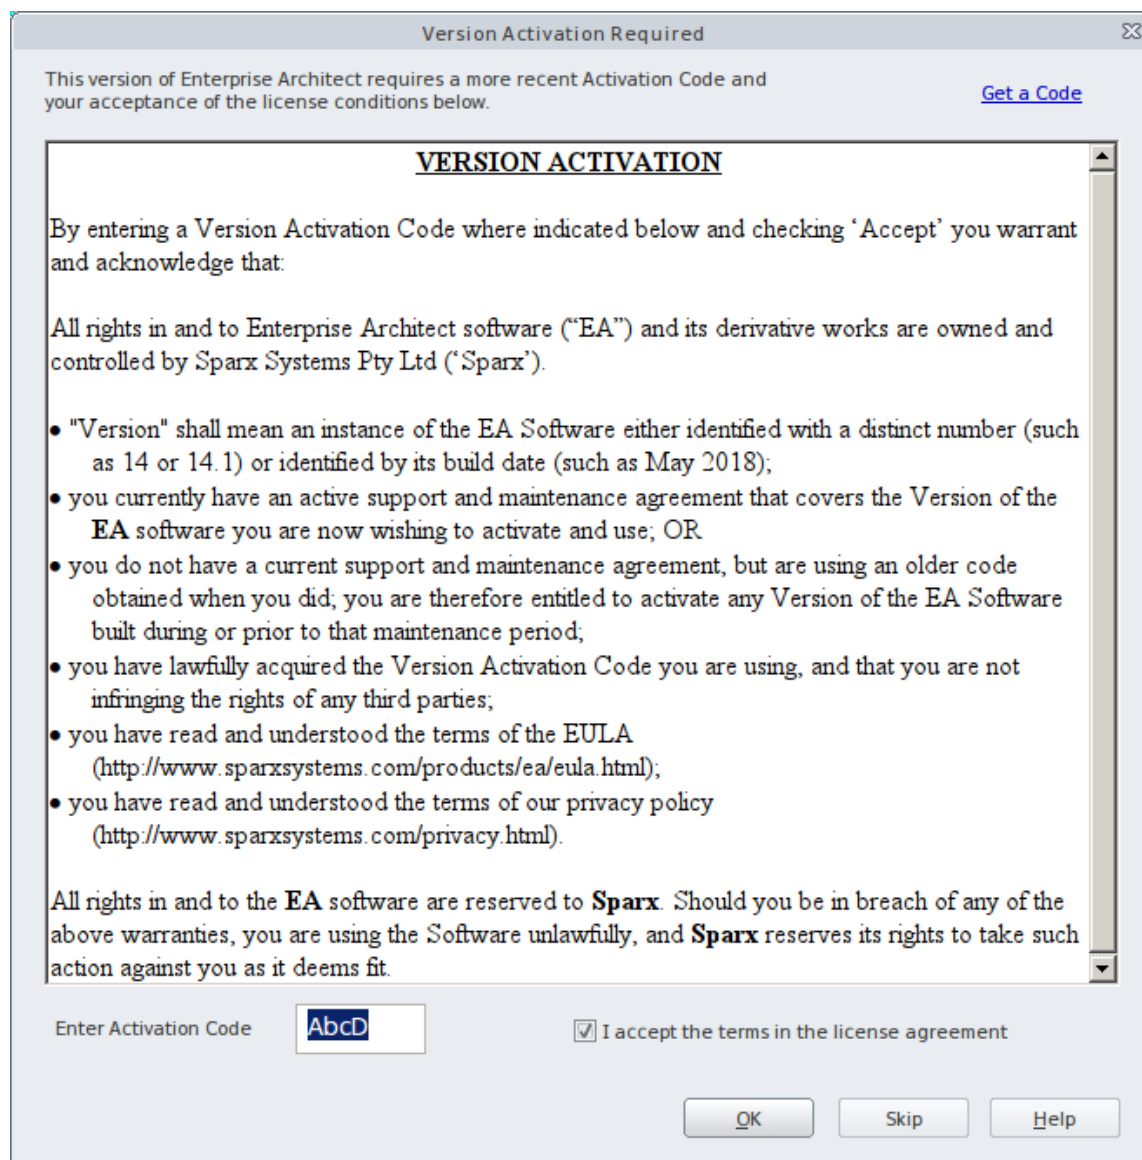 Version Activation Required
This version of Enterprise Architect requires a more recent Activation Code and
your acceptance of the license conditions below.
Get a Code
VERSION ACTIVATION
By entering a Version Activation Code where indicated below and checking ‘Accept’ you warrant
and acknowledge that:
All rights in and to Enterprise Architect software (“EA”) and its derivative works are owned and
controlled by Sparx Systems Pty Ltd (‘Sparx’).
● "Version" shall mean an instance of the EA Software either identified with a distinct number (such
as 14 or 14.1) or identified by its build date (such as May 2018);
● you currently have an active support and maintenance agreement that covers the Version of the
EA software you are now wishing to activate and use; OR
● you do not have a current support and maintenance agreement, but are using an older code
obtained when you did; you are therefore entitled to activate any Version of the EA Software
built during or prior to that maintenance period;
● you have lawfully acquired the Version Activation Code you are using, and that you are not
infringing the rights of any third parties;
● you have read and understood the terms of the EULA
(http://www.sparxsystems.com/products/ea/eula.html);
● you have read and understood the terms of our privacy policy
(http://www.sparxsystems.com/privacy.html).
All rights in and to the EA software are reserved to Sparx. Should you be in breach of any of the
above warranties, you are using the Software unlawfully, and Sparx reserves its rights to take such
action against you as it deems fit.
Enter Activation Code
AbcD
I accept the terms in the license agreement
OK
Skip
Help